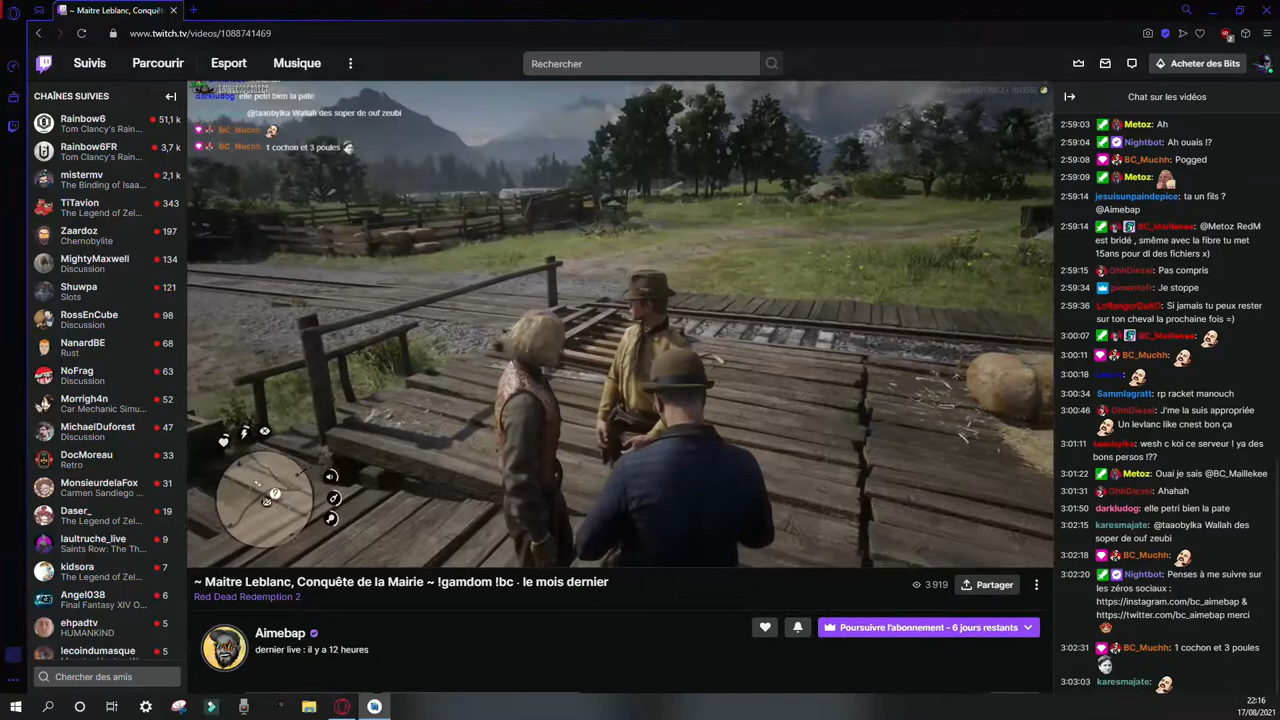 ~ Maitre Leblanc, Conquêt
www.twitch.tv/videos/1088741469
2
Suivis
Parcourir
Esport
Musique
Rechercher
Acheter des Bits
CHAÎNES SUIVIES
Rainbow6
51,1 k
Tom Clancy's Rain...
Rainbow6FR
3,7 k
Tom Clancy's Rain...
mistermv
2,1 k
The Binding of Isaa...
TiTavion
343
The Legend of Zel...
Zaardoz
197
Chernobylite
MightyMaxwell
134
Discussion
Shuwpa
121
Slots
RossEnCube
98
Discussion
NanardBE
68
Rust
NoFrag
63
Discussion
Morrigh4n
52
Car Mechanic Simu...
MichaelDuforest
47
Discussion
DocMoreau
33
Retro
MonsieurdelaFox
31
Carmen Sandiego ...
Daser_
19
The Legend of Zel...
laultruche_live
9
Saints Row: The Th...
kidsora
7
The Legend of Zel...
Angel038
6
Final Fantasy XIV O...
ehpadtv
5
HUMANKIND
lecoindumasque
5
Chercher des amis
darkludog elle petri bien la pate
@taaobylka Wallah des soper de ouf zeubi
BC_Muchh
BC_Muchh 1 cochon et 3 poules
~ Maitre Leblanc, Conquête de la Mairie ~ !gamdom !bc - le mois dernier
Red Dead Redemption 2
3 919
Partager
Aimebap
dernier live : il y a 12 heures
Poursuivre l'abonnement - 6 jours restants
Chat sur les vidéos
2:59:03 Metoz: Ah
2:59:04 Nightbot: Ah ouais !?
2:59:08 BC_Muchh: Pogged
2:59:09 Metoz:
2:59:14 jesuisunpaindepice: ta un fils ?
@Aimebap
2:59:14 BC_Maillekee: @Metoz RedM
est bridé , smême avec la fibre tu met
15ans pour dl des fichiers x)
2:59:15 OhhDiezel: Pas compris
2:59:34 pimentofr: Je stoppe
2:59:36 LeRangerDuRD: Si jamais tu peux rester
sur ton cheval la prochaine fois =)
3:00:07 BC_Maillekee:
3:00:11 BC_Muchh:
3:00:18
3:00:34 Sammlagratt: rp racket manouch
3:00:46 OhhDiezel: J'me la suis appropriée
Un levlanc like cnest bon ça
3:01:11 taaobylka: wesh c koi ce serveur ! ya des
bons persos !??
3:01:22 Metoz: Ouai je sais @BC_Maillekee
3:01:31 OhhDiezel: Ahahah
3:01:50 darkludog: elle petri bien la pate
3:02:15 karesmajate: @taaobylka Wallah des
soper de ouf zeubi
3:02:18 BC_Muchh:
3:02:20 Nightbot: Penses à me suivre sur
les zéros sociaux :
https://instagram.com/bc_aimebap &
https://twitter.com/bc_aimebap merci
3:02:31 BC_Muchh: 1 cochon et 3 poules
3:03:03 karesmajate:
22:16
17/08/2021